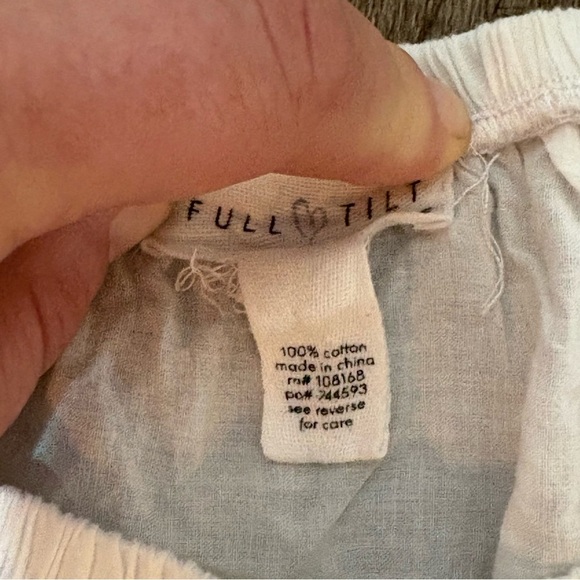 FULL TILT
100% cotton
made in china
rn# 108168
po# 744593
see reverse
for care